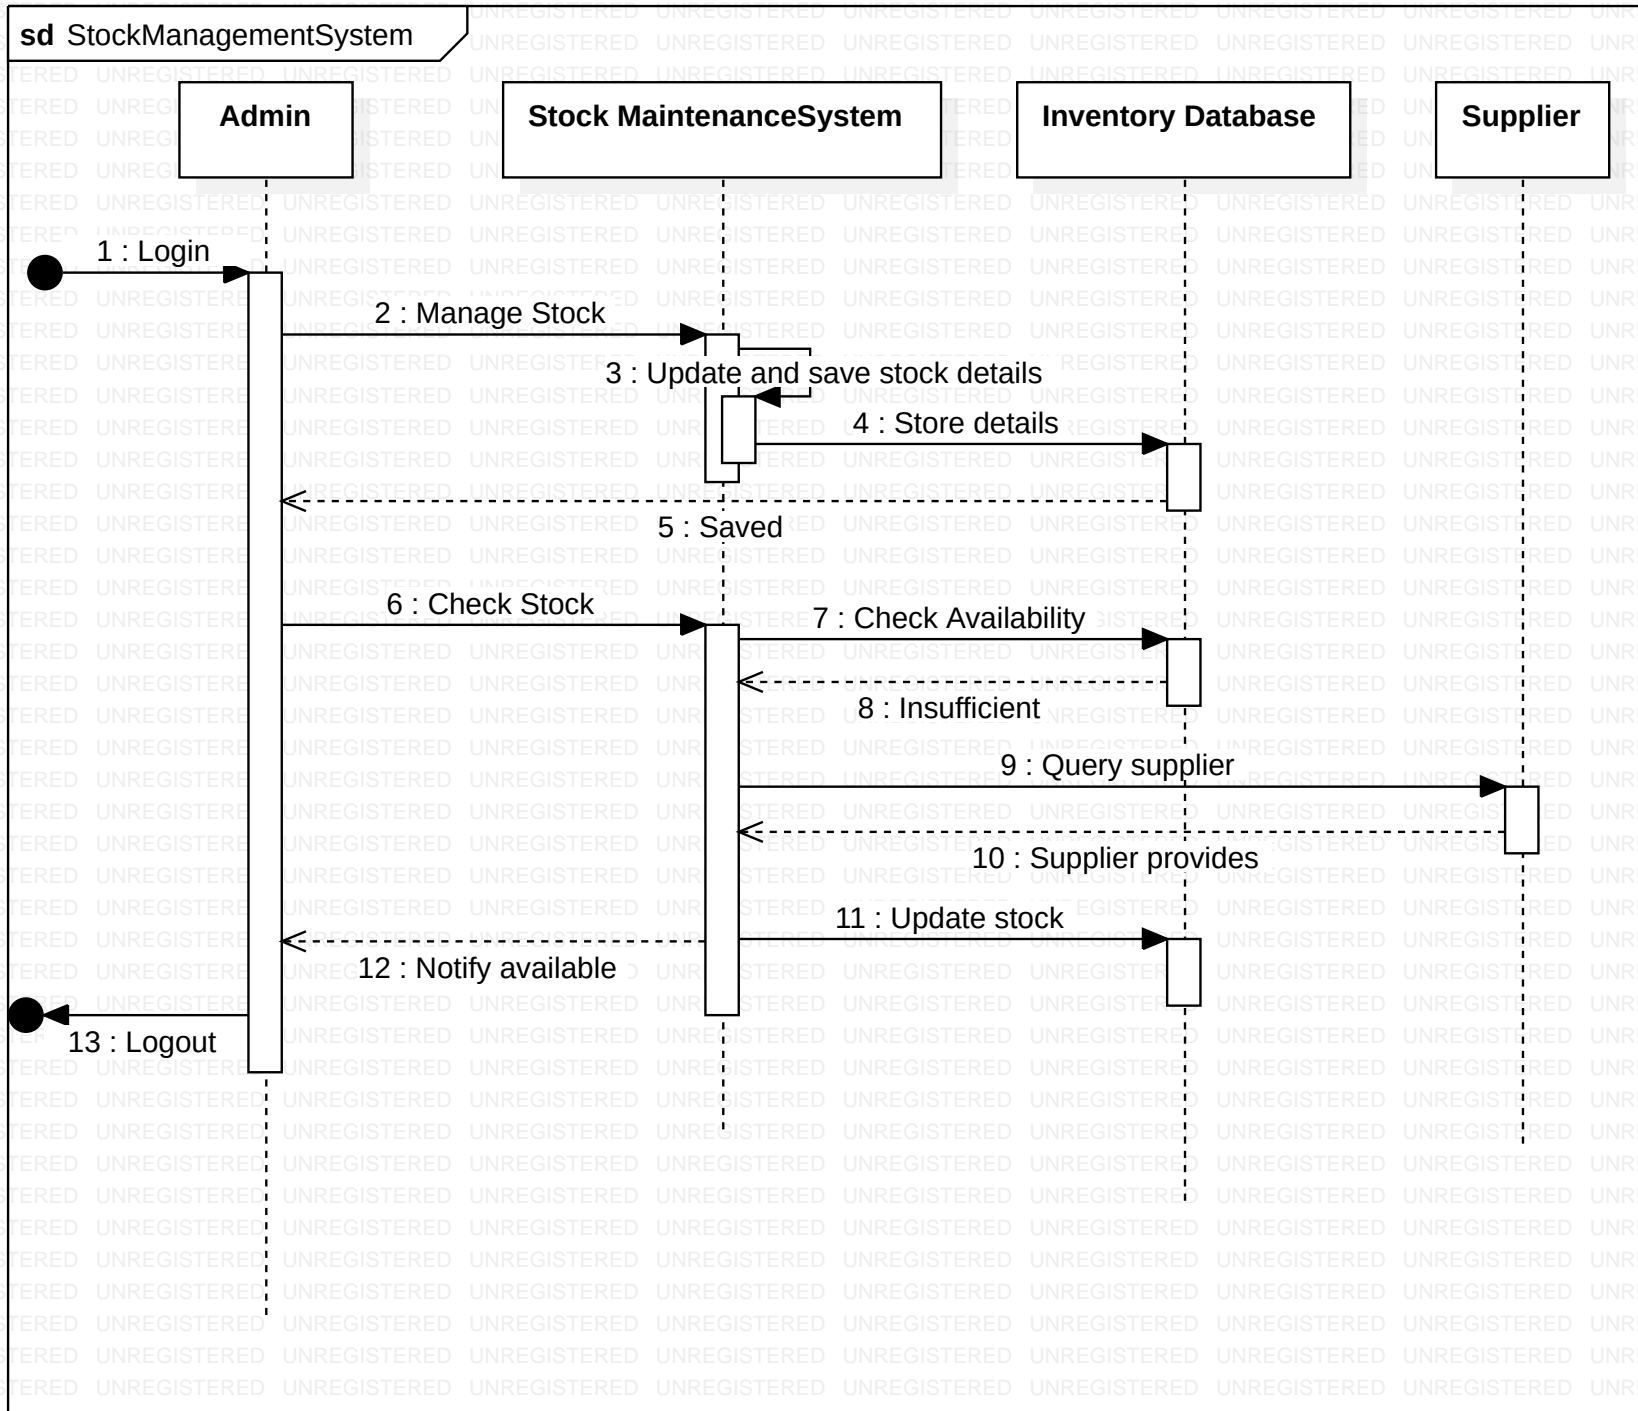 sd StockManagementSystem
Admin
Stock MaintenanceSystem
Inventory Database
Supplier
1 : Login
2 : Manage Stock
3 : Update and save stock details
4 : Store details
5 : Saved
6 : Check Stock
7 : Check Availability
8 : Insufficient
9 : Query supplier
10 : Supplier provides
11 : Update stock
12 : Notify available
13 : Logout
UNREGISTERED